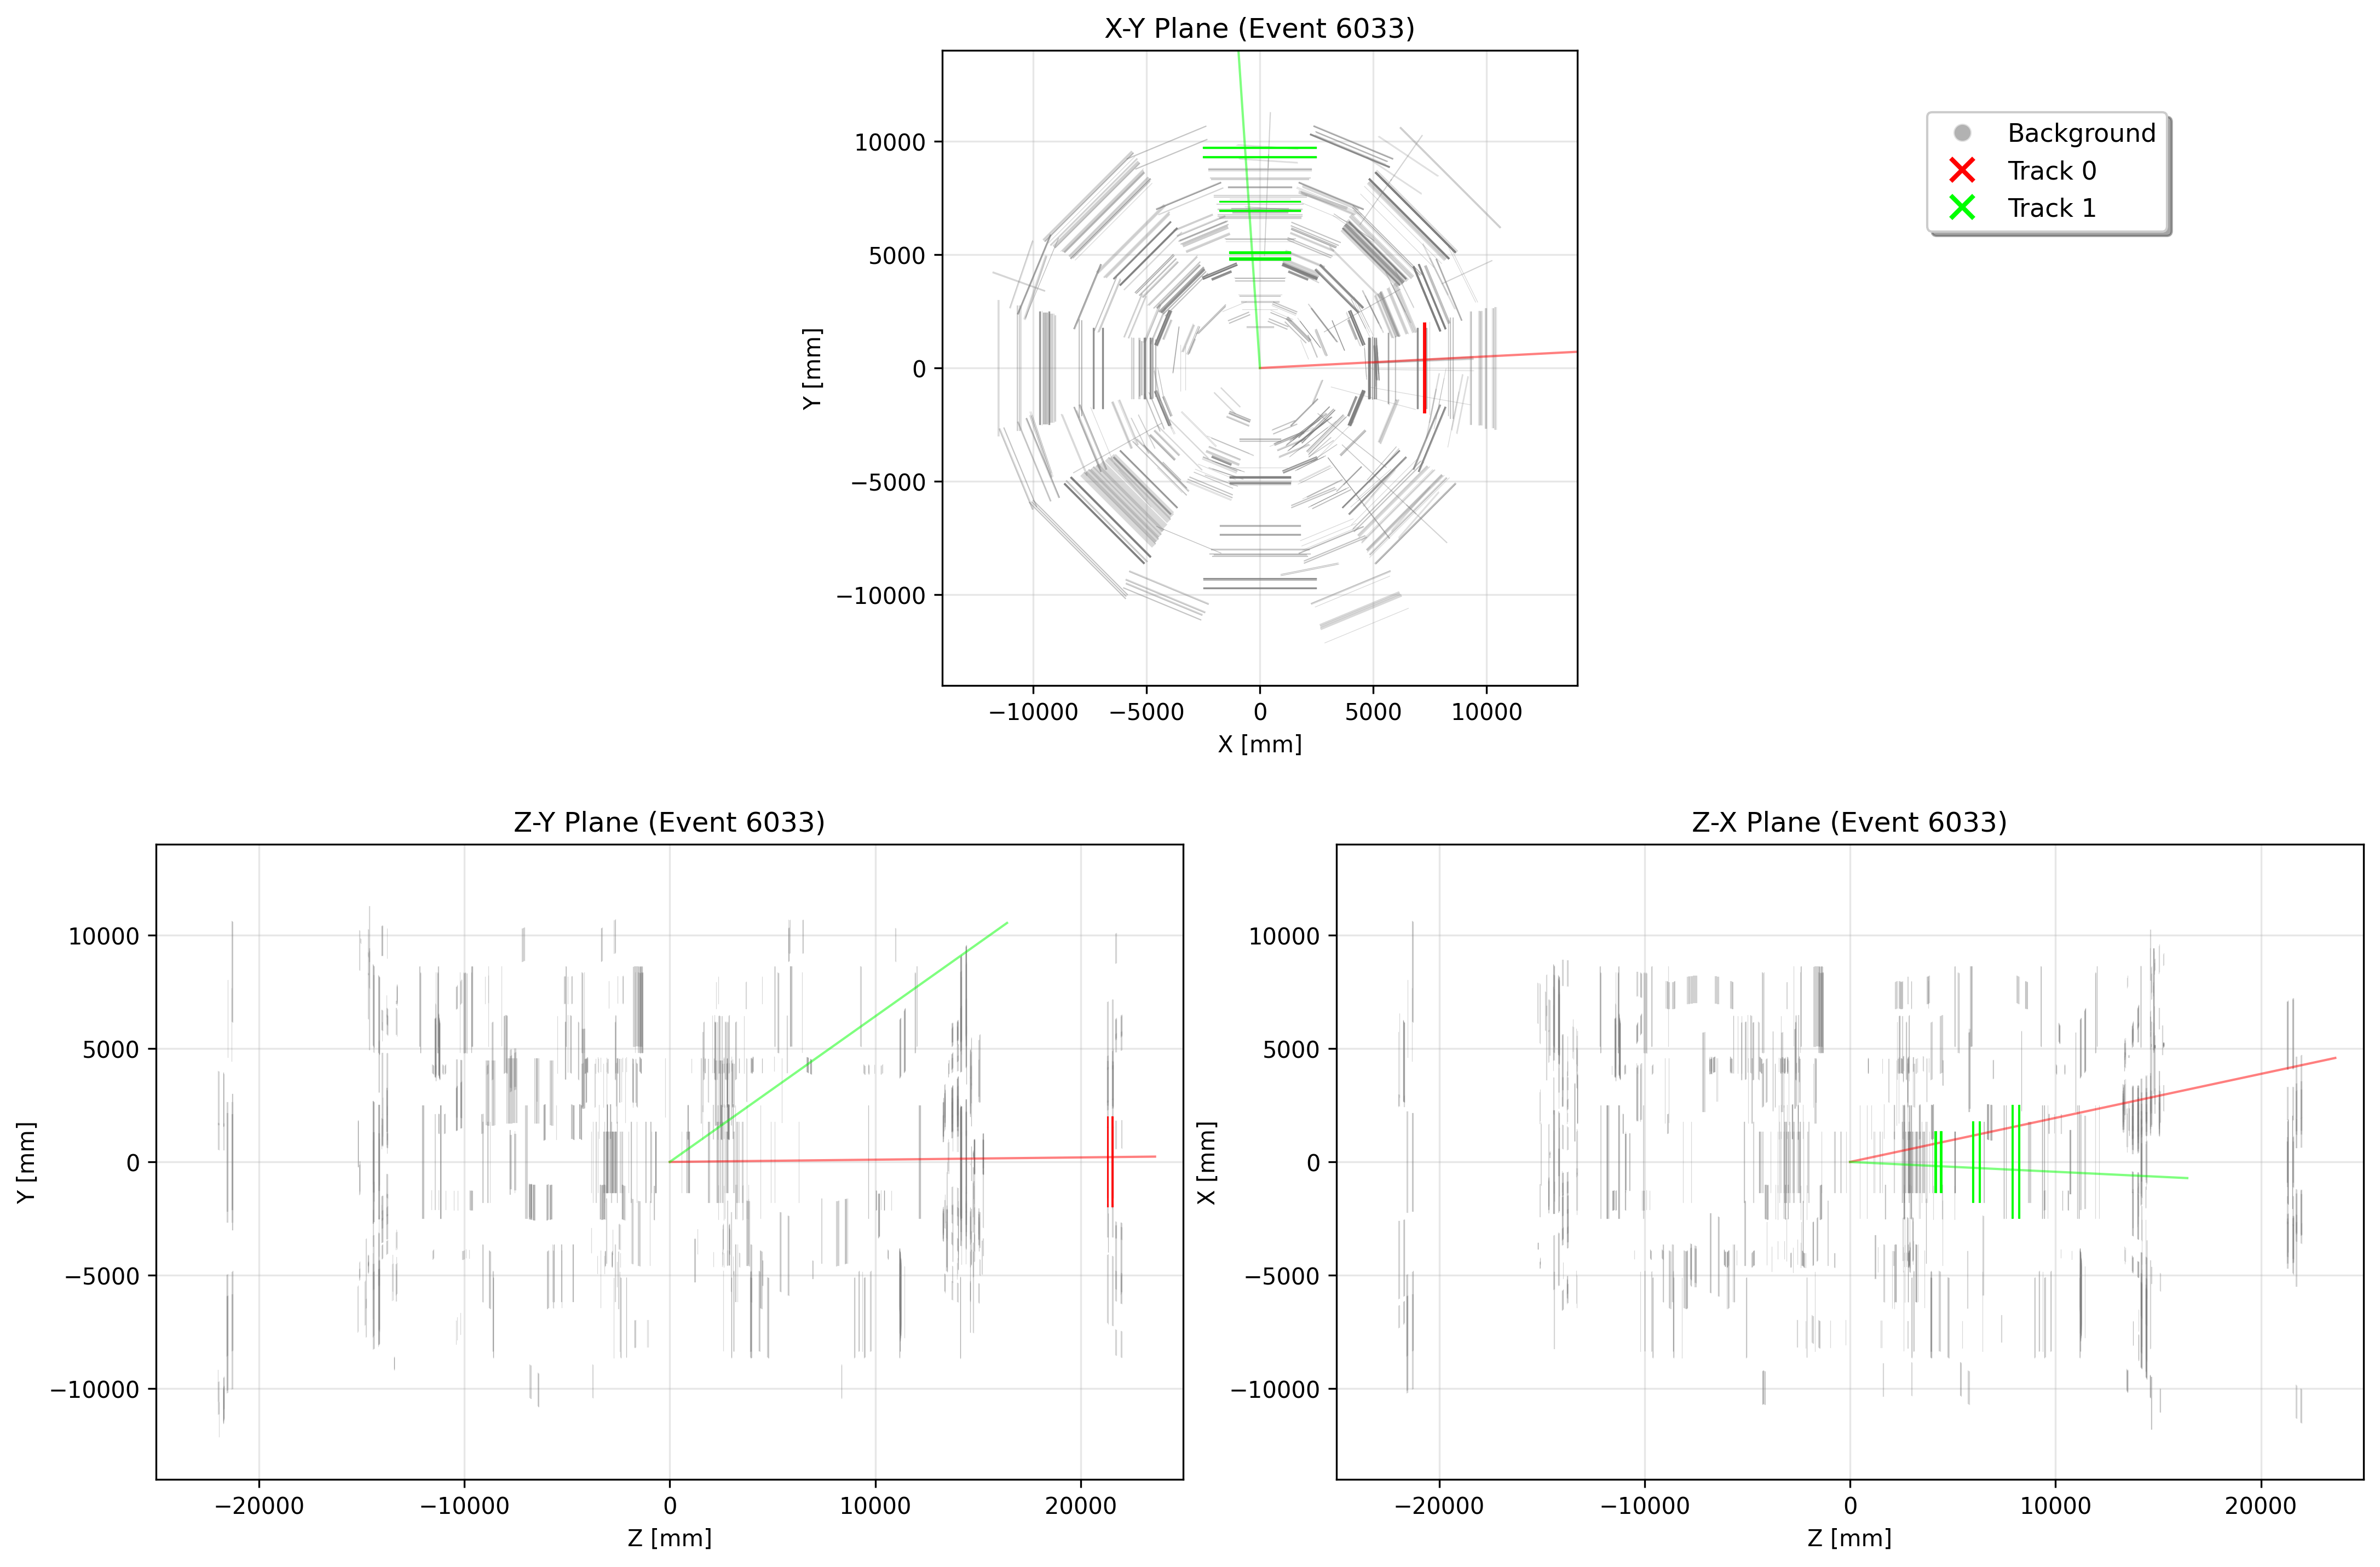 X-Y Plane (Event 6033)
Background
Track 0
Track 1
Y [mm]
10000
5000
0
−5000
−10000
−10000 −5000 0 5000 10000
X [mm]
Z-Y Plane (Event 6033)
Y [mm]
10000
5000
0
−5000
−10000
−20000 −10000 0 10000 20000
Z [mm]
Z-X Plane (Event 6033)
X [mm]
10000
5000
0
−5000
−10000
−20000 −10000 0 10000 20000
Z [mm]